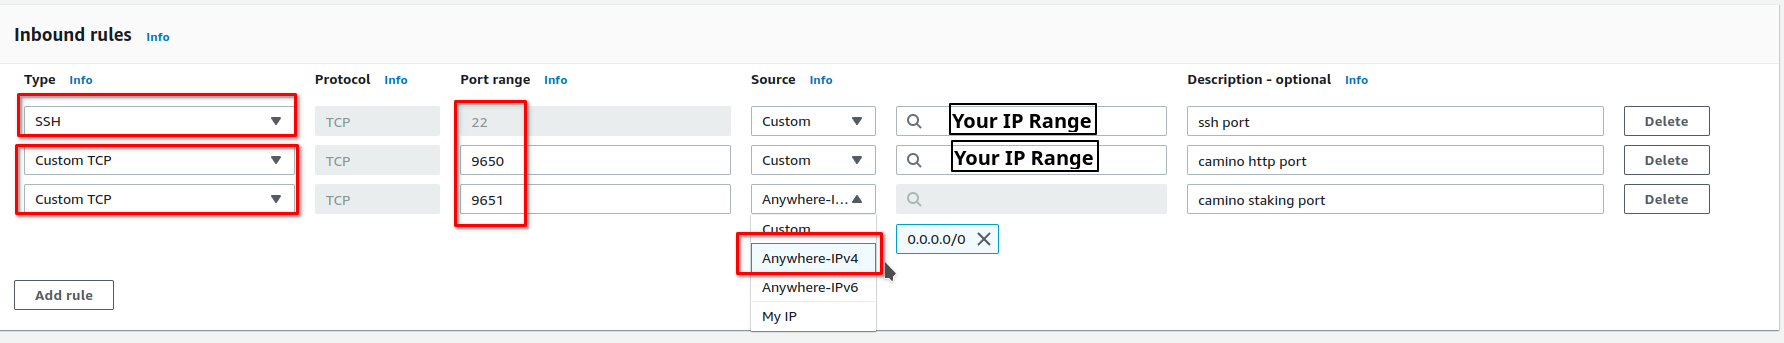 Inbound rules Info
Type Info Protocol Info Port range Info Source Info Description - optional Info
SSH TCP 22 Custom Your IP Range ssh port Delete
Custom TCP TCP 9650 Custom Your IP Range camino http port Delete
Custom TCP TCP 9651 Anywhere-I... camino staking port Delete
Custom
0.0.0.0/0
Anywhere-IPv4
Anywhere-IPv6
Add rule
My IP